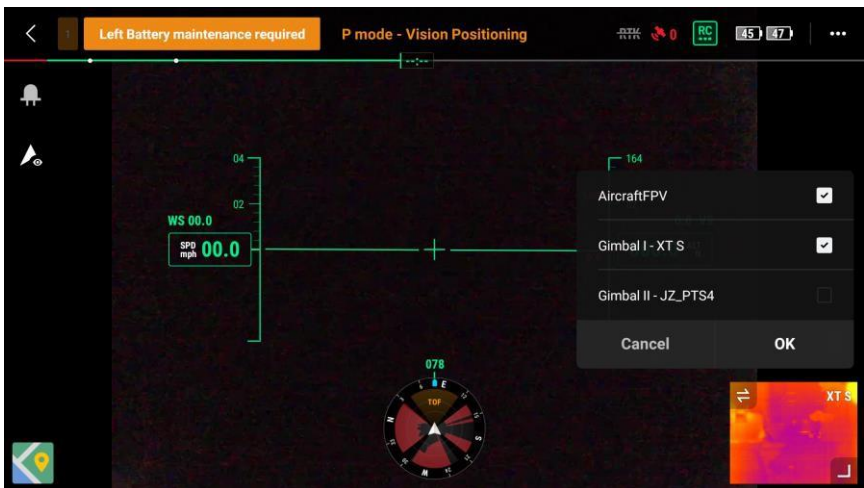 1 Left Battery maintenance required P mode - Vision Positioning RTK 0 RC 45 47
--:--
04
164
02
AircraftFPV
WS 00.0
SPD mph 00.0
Gimbal I - XT S
Gimbal II - JZ_PTS4
Cancel OK
078
E
TOF
N
S
W
XT S